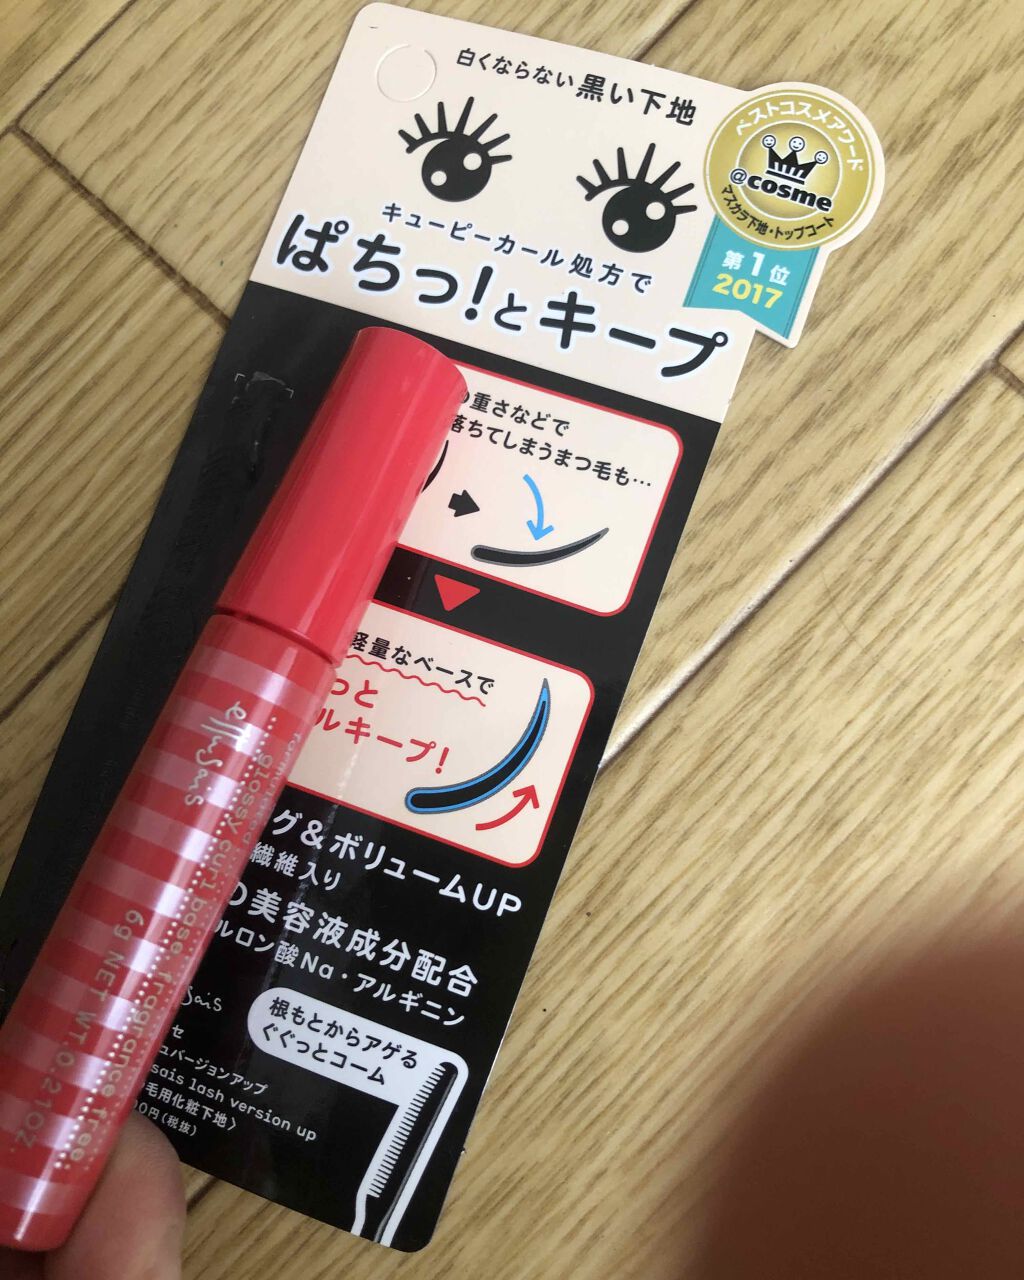 白くならない黒い下地
ベストコスメアワード
@cosme
マスカラ下地・トップコート
第1位
2017
キューピーカール処方で
ぱちっ!とキープ
重さなどで
落ちてしまうまつ毛も…
軽量なベースで
っと
ルキープ!
グ&ボリュームUP
繊維入り
の美容液成分配合
ルロン酸Na・アルギニン
sais
セ
ュバージョンアップ
sais lash version up
毛用化粧下地〉
00円(税抜)
根もとからアゲる
ぐぐっとコーム
ettusais
formulated
glossy curl base. fragrance free.
6g NET WT.0.21OZ